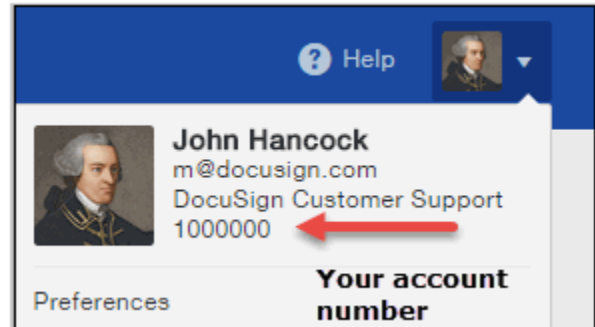 ? Help
John Hancock
m@docusign.com
DocuSign Customer Support
1000000
Preferences
Your account
number